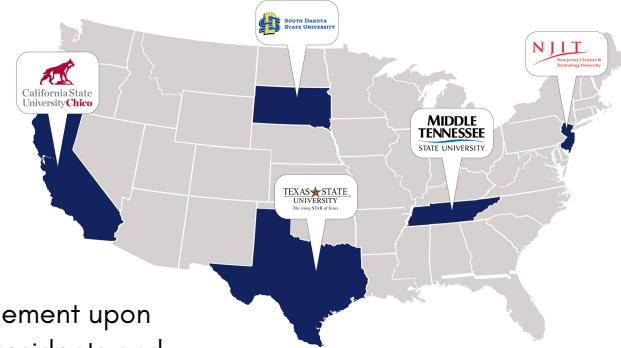 SOUTH DAKOTA
STATE UNIVERSITY
NJIT
New Jersey's Science &
Technology University
California State
University Chico
MIDDLE
TENNESSEE
STATE UNIVERSITY
TEXAS STATE
UNIVERSITY
The rising STAR of Texas
ement upon